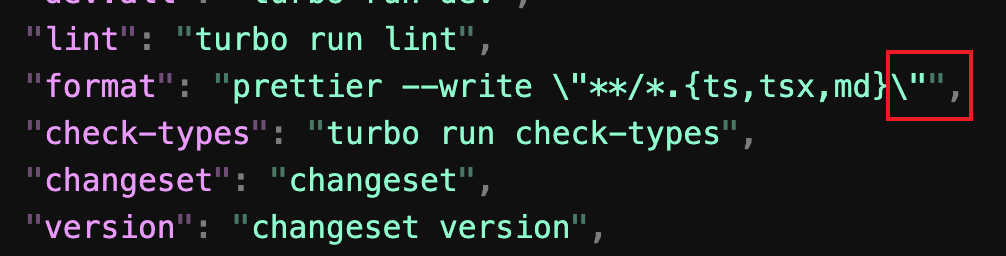 "dev:all": "turbo run dev",
"lint": "turbo run lint",
"format": "prettier --write \"**/*.{ts,tsx,md}\"",
"check-types": "turbo run check-types",
"changeset": "changeset",
"version": "changeset version",